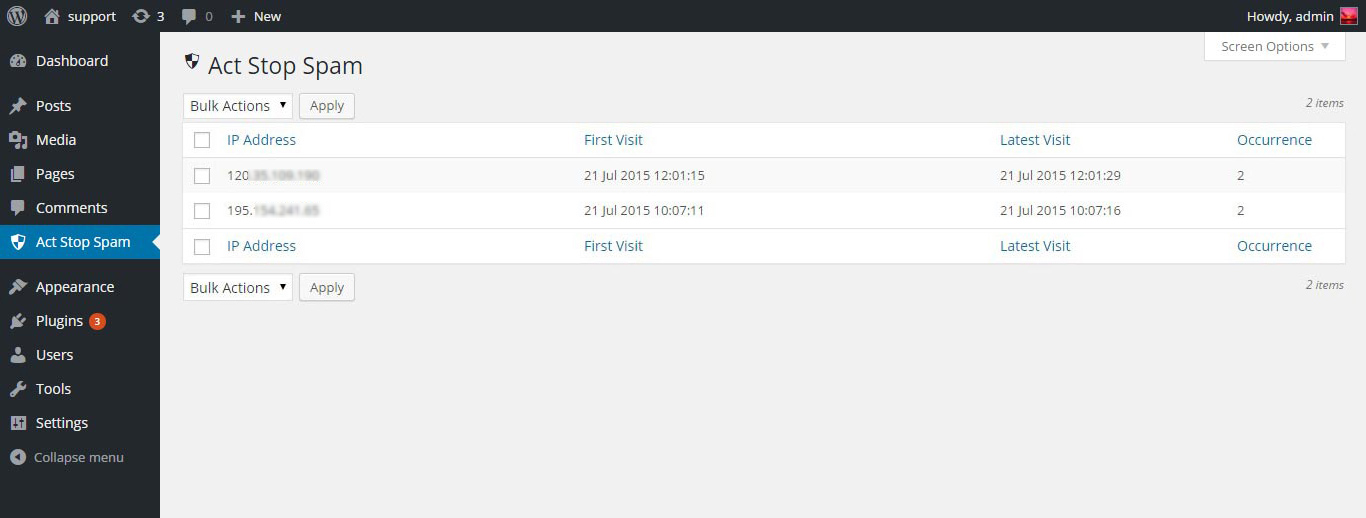 support 3 0 New Howdy, admin
Screen Options
Dashboard
Posts
Media
Pages
Comments
Act Stop Spam
Appearance
Plugins 3
Users
Tools
Settings
Collapse menu
Act Stop Spam
Bulk Actions Apply 2 items
IP Address First Visit Latest Visit Occurrence
120 21 Jul 2015 12:01:15 21 Jul 2015 12:01:29 2
195. 21 Jul 2015 10:07:11 21 Jul 2015 10:07:16 2
IP Address First Visit Latest Visit Occurrence
Bulk Actions Apply 2 items